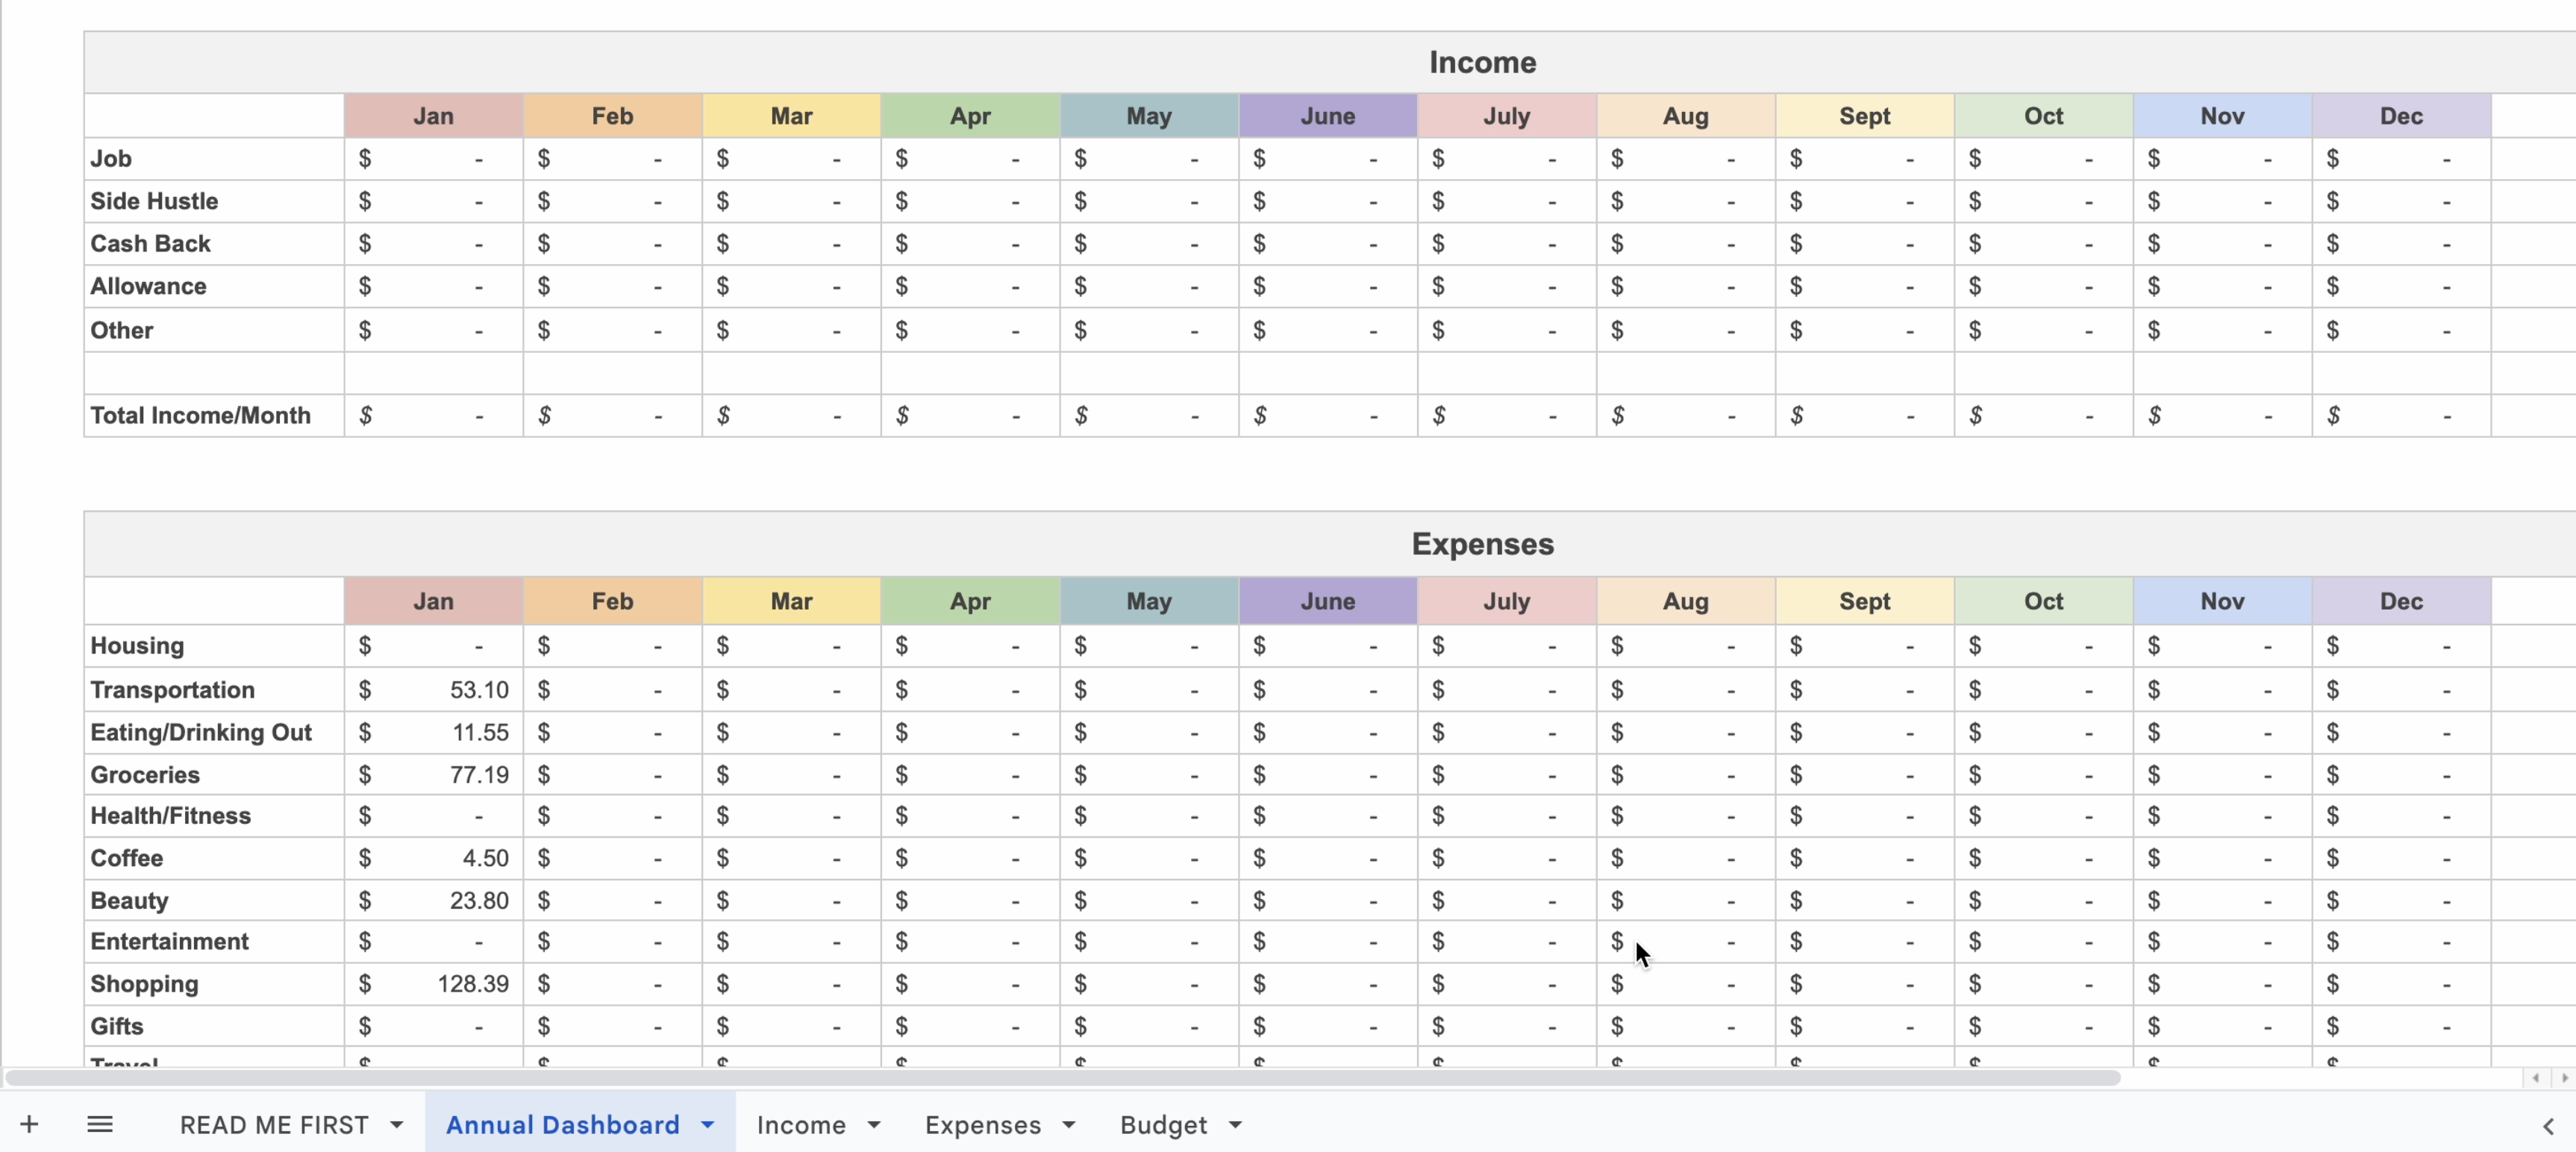 Income
Jan Feb Mar Apr May June July Aug Sept Oct Nov Dec
Job $ - $ - $ - $ - $ - $ - $ - $ - $ - $ - $ - $ -
Side Hustle $ - $ - $ - $ - $ - $ - $ - $ - $ - $ - $ - $ -
Cash Back $ - $ - $ - $ - $ - $ - $ - $ - $ - $ - $ - $ -
Allowance $ - $ - $ - $ - $ - $ - $ - $ - $ - $ - $ - $ -
Other $ - $ - $ - $ - $ - $ - $ - $ - $ - $ - $ - $ -
Total Income/Month $ - $ - $ - $ - $ - $ - $ - $ - $ - $ - $ - $ -
Expenses
Jan Feb Mar Apr May June July Aug Sept Oct Nov Dec
Housing $ - $ - $ - $ - $ - $ - $ - $ - $ - $ - $ - $ -
Transportation $ 53.10 $ - $ - $ - $ - $ - $ - $ - $ - $ - $ - $ -
Eating/Drinking Out $ 11.55 $ - $ - $ - $ - $ - $ - $ - $ - $ - $ - $ -
Groceries $ 77.19 $ - $ - $ - $ - $ - $ - $ - $ - $ - $ - $ -
Health/Fitness $ - $ - $ - $ - $ - $ - $ - $ - $ - $ - $ - $ -
Coffee $ 4.50 $ - $ - $ - $ - $ - $ - $ - $ - $ - $ - $ -
Beauty $ 23.80 $ - $ - $ - $ - $ - $ - $ - $ - $ - $ - $ -
Entertainment $ - $ - $ - $ - $ - $ - $ - $ - $ - $ - $ - $ -
Shopping $ 128.39 $ - $ - $ - $ - $ - $ - $ - $ - $ - $ - $ -
Gifts $ - $ - $ - $ - $ - $ - $ - $ - $ - $ - $ - $ -
Travel $ $ $ $ $ $ $ $ $ $ $ $
READ ME FIRST Annual Dashboard Income Expenses Budget